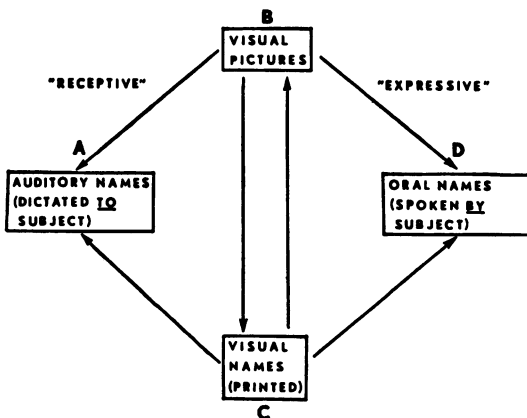 B
VISUAL
PICTURES
"RECEPTIVE"
"EXPRESSIVE"
A
AUDITORY NAMES
(DICTATED TO
SUBJECT)
D
ORAL NAMES
(SPOKEN BY
SUBJECT)
VISUAL
NAMES
(PRINTED)
C